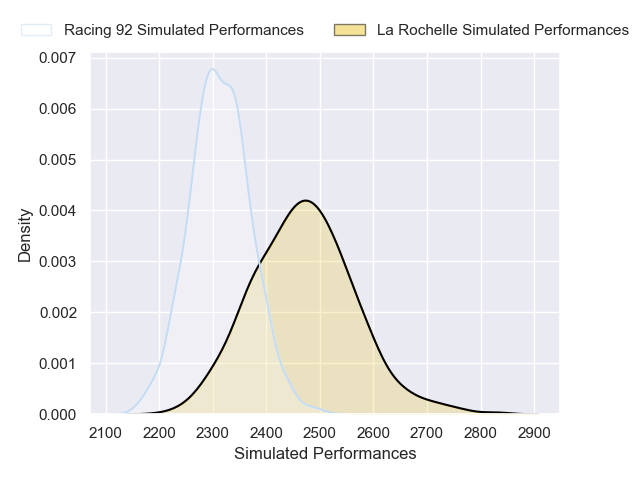 Racing 92 Simulated Performances La Rochelle Simulated Performances
0.007
0.006
0.005
0.004
0.003
0.002
0.001
0.000
Density
2100 2200 2300 2400 2500 2600 2700 2800 2900
Simulated Performances